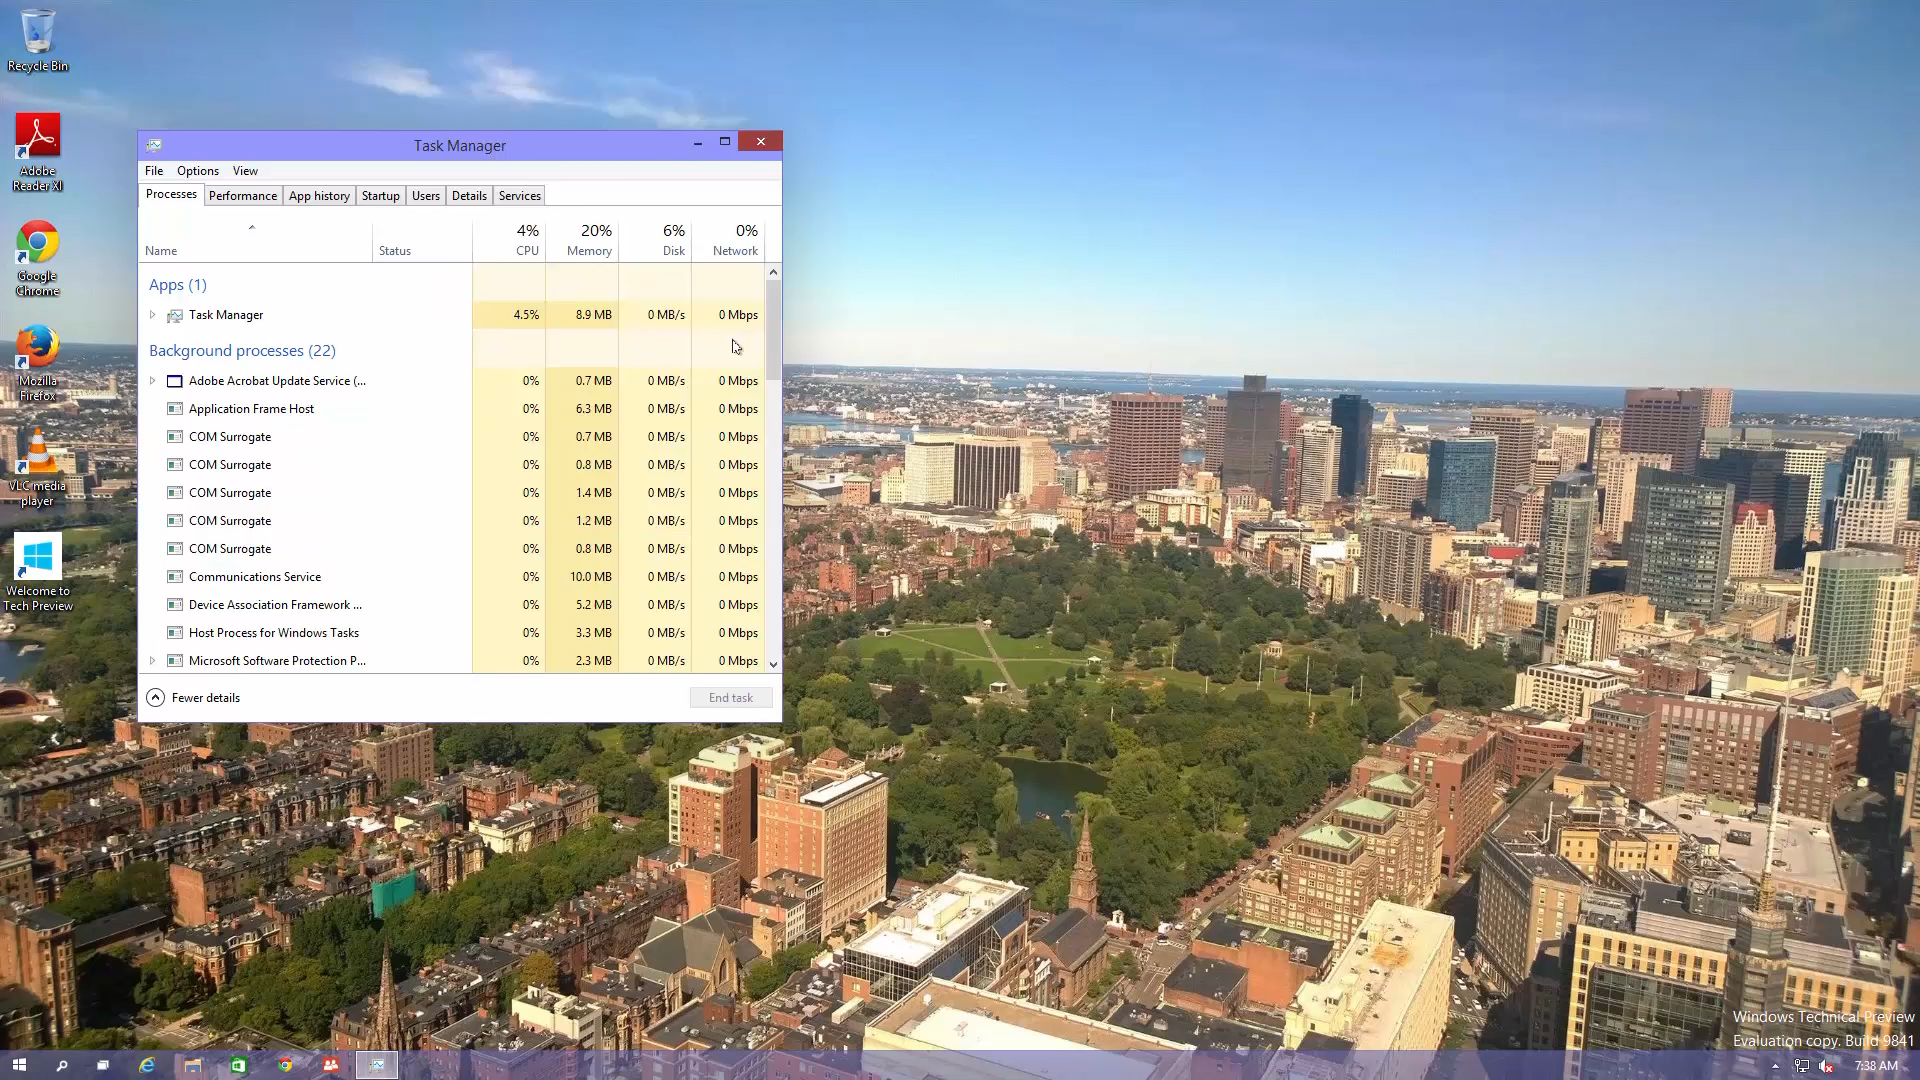 Recycle Bin
Adobe
Reader XI
Google
Chrome
Mozilla
Firefox
VLC media
player
Welcome to
Tech Preview
Task Manager
File Options View
Processes Performance App history Startup Users Details Services
4% 20% 6% 0%
Name Status CPU Memory Disk Network
Apps (1)
Task Manager 4.5% 8.9 MB 0 MB/s 0 Mbps
Background processes (22)
Adobe Acrobat Update Service (... 0% 0.7 MB 0 MB/s 0 Mbps
Application Frame Host 0% 6.3 MB 0 MB/s 0 Mbps
COM Surrogate 0% 0.7 MB 0 MB/s 0 Mbps
COM Surrogate 0% 0.8 MB 0 MB/s 0 Mbps
COM Surrogate 0% 1.4 MB 0 MB/s 0 Mbps
COM Surrogate 0% 1.2 MB 0 MB/s 0 Mbps
COM Surrogate 0% 0.8 MB 0 MB/s 0 Mbps
Communications Service 0% 10.0 MB 0 MB/s 0 Mbps
Device Association Framework ... 0% 5.2 MB 0 MB/s 0 Mbps
Host Process for Windows Tasks 0% 3.3 MB 0 MB/s 0 Mbps
Microsoft Software Protection P... 0% 2.3 MB 0 MB/s 0 Mbps
Fewer details End task
Windows Technical Preview
Evaluation copy. Build 9841
7:38 AM